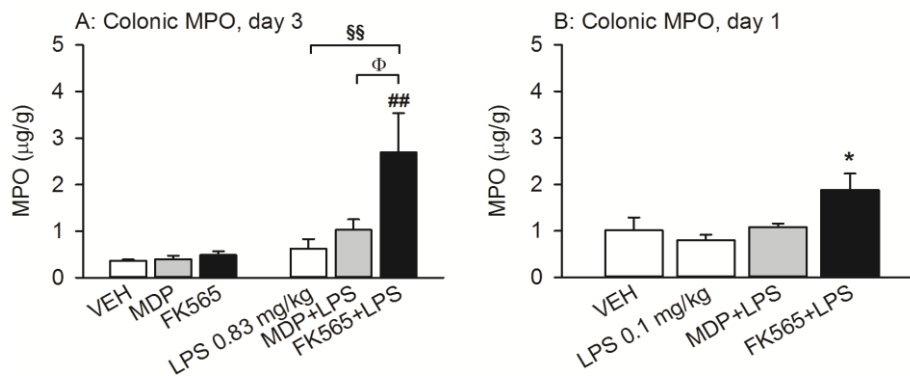 A: Colonic MPO, day 3
MPO (µg/g)
5
4
3
2
1
0
§§
Φ
##
VEH
MDP
FK565
LPS 0.83 mg/kg
MDP+LPS
FK565+LPS
B: Colonic MPO, day 1
MPO (µg/g)
5
4
3
2
1
0
*
VEH
LPS 0.1 mg/kg
MDP+LPS
FK565+LPS